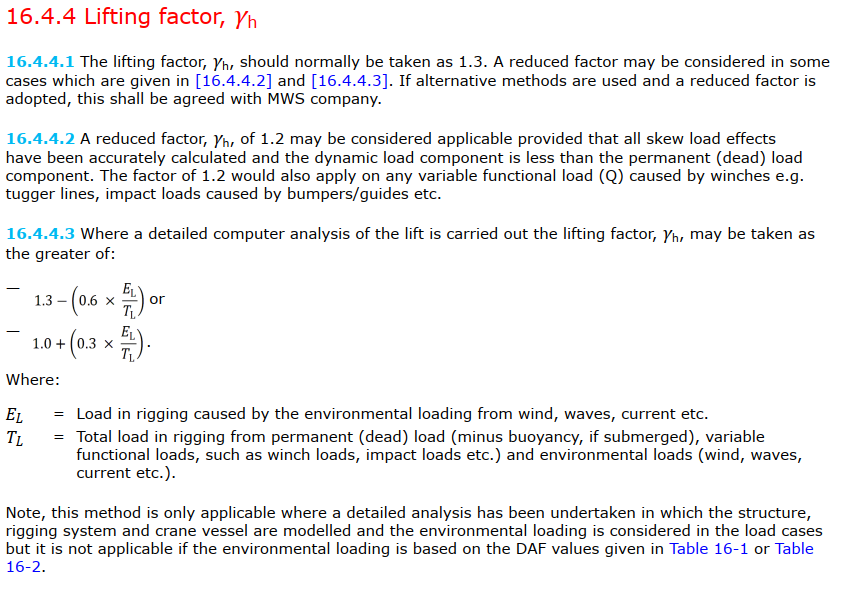 16.4.4 Lifting factor, γh
16.4.4.1 The lifting factor, γh, should normally be taken as 1.3. A reduced factor may be considered in some
cases which are given in [16.4.4.2] and [16.4.4.3]. If alternative methods are used and a reduced factor is
adopted, this shall be agreed with MWS company.
16.4.4.2 A reduced factor, γh, of 1.2 may be considered applicable provided that all skew load effects
have been accurately calculated and the dynamic load component is less than the permanent (dead) load
component. The factor of 1.2 would also apply on any variable functional load (Q) caused by winches e.g.
tugger lines, impact loads caused by bumpers/guides etc.
16.4.4.3 Where a detailed computer analysis of the lift is carried out the lifting factor, γh, may be taken as
the greater of:
— 1.3 – (0.6 × EL/TL) or
— 1.0 + (0.3 × EL/TL).
Where:
EL = Load in rigging caused by the environmental loading from wind, waves, current etc.
TL = Total load in rigging from permanent (dead) load (minus buoyancy, if submerged), variable
functional loads, such as winch loads, impact loads etc.) and environmental loads (wind, waves,
current etc.).
Note, this method is only applicable where a detailed analysis has been undertaken in which the structure,
rigging system and crane vessel are modelled and the environmental loading is considered in the load cases
but it is not applicable if the environmental loading is based on the DAF values given in Table 16-1 or Table
16-2.